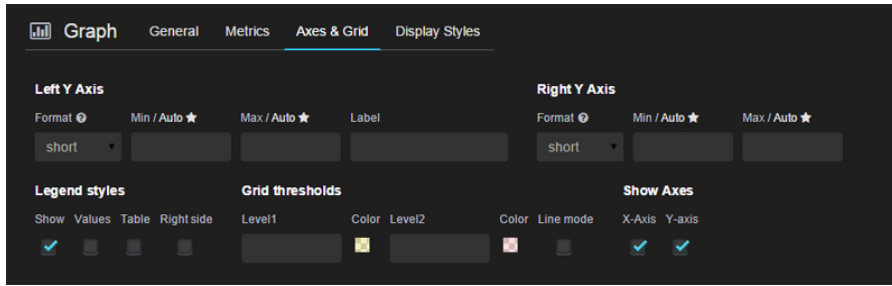 Graph General Metrics Axes & Grid Display Styles
Left Y Axis Right Y Axis
Format Min / Auto ★ Max / Auto ★ Label Format Min / Auto ★ Max / Auto ★
short short
Legend styles Grid thresholds Show Axes
Show Values Table Right side Level1 Color Level2 Color Line mode X-Axis Y-axis